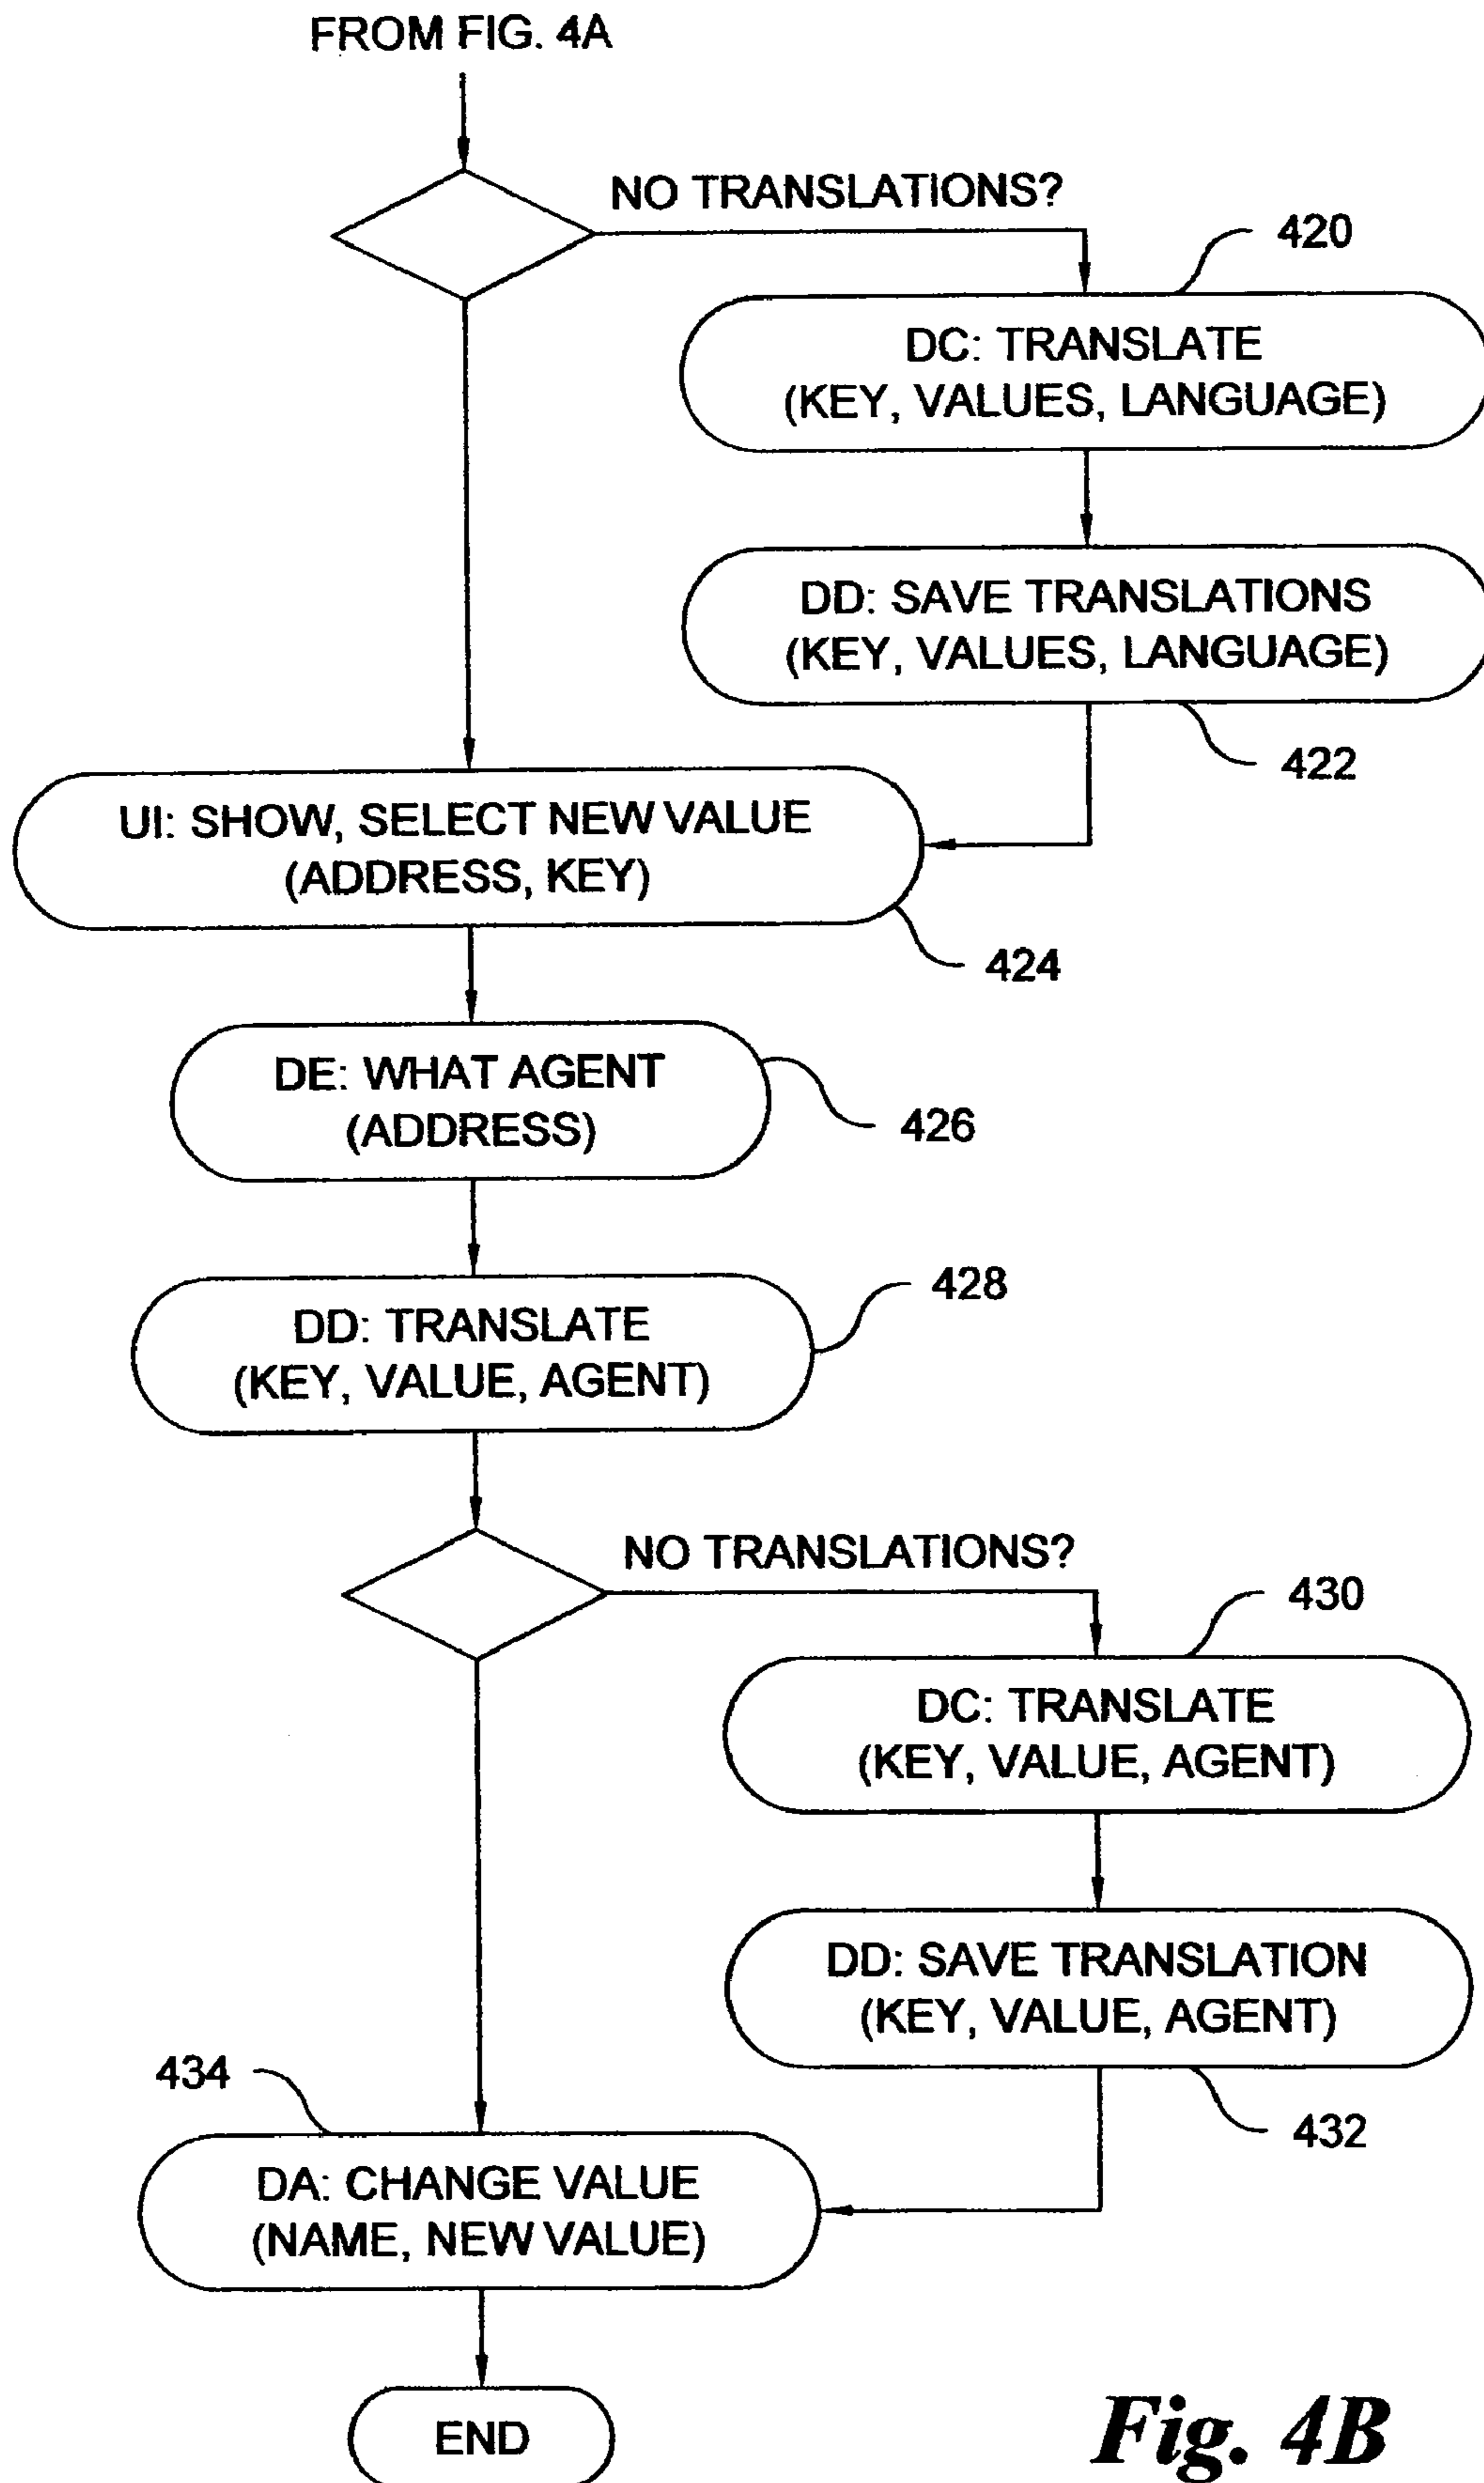 FROM FIG. 4A
NO TRANSLATIONS?
420
DC: TRANSLATE
(KEY, VALUES, LANGUAGE)
DD: SAVE TRANSLATIONS
(KEY, VALUES, LANGUAGE)
422
UI: SHOW, SELECT NEW VALUE
(ADDRESS, KEY)
424
DE: WHAT AGENT
(ADDRESS)
426
428
DD: TRANSLATE
(KEY, VALUE, AGENT)
NO TRANSLATIONS?
430
DC: TRANSLATE
(KEY, VALUE, AGENT)
DD: SAVE TRANSLATION
(KEY, VALUE, AGENT)
432
434
DA: CHANGE VALUE
(NAME, NEW VALUE)
END
Fig. 4B